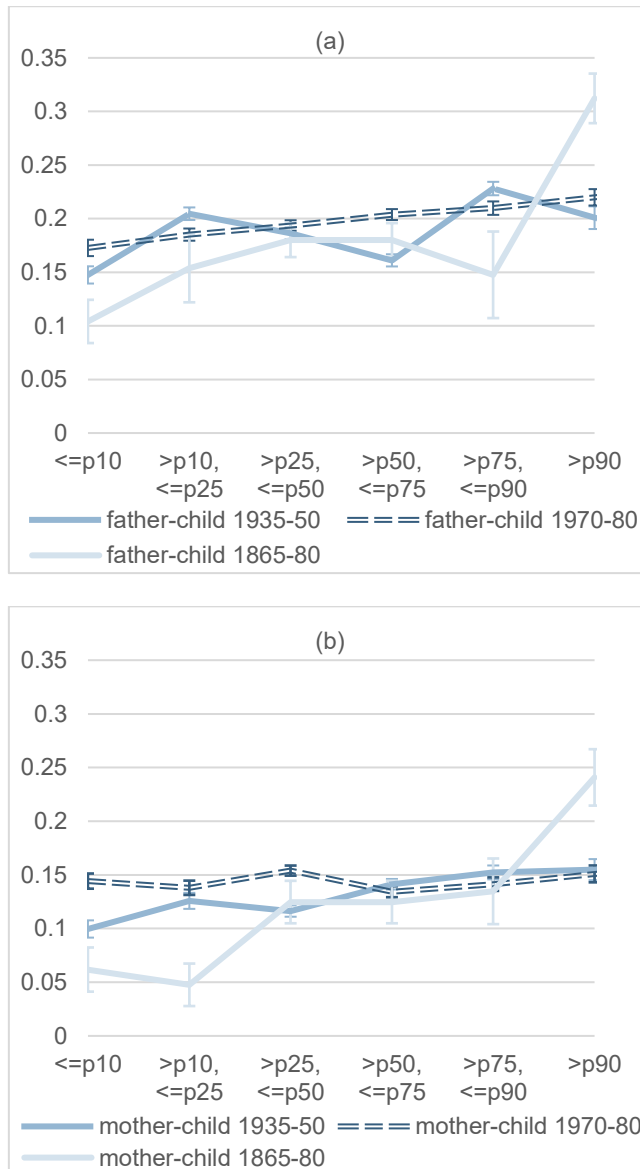 (a)
0.35
0.3
0.25
0.2
0.15
0.1
0.05
0
<=p10 >p10, >p25, >p50, >p75, >p90
<=p25 <=p50 <=p75 <=p90
father-child 1935-50 father-child 1970-80
father-child 1865-80
(b)
0.35
0.3
0.25
0.2
0.15
0.1
0.05
0
<=p10 >p10, >p25, >p50, >p75, >p90
<=p25 <=p50 <=p75 <=p90
mother-child 1935-50 mother-child 1970-80
mother-child 1865-80